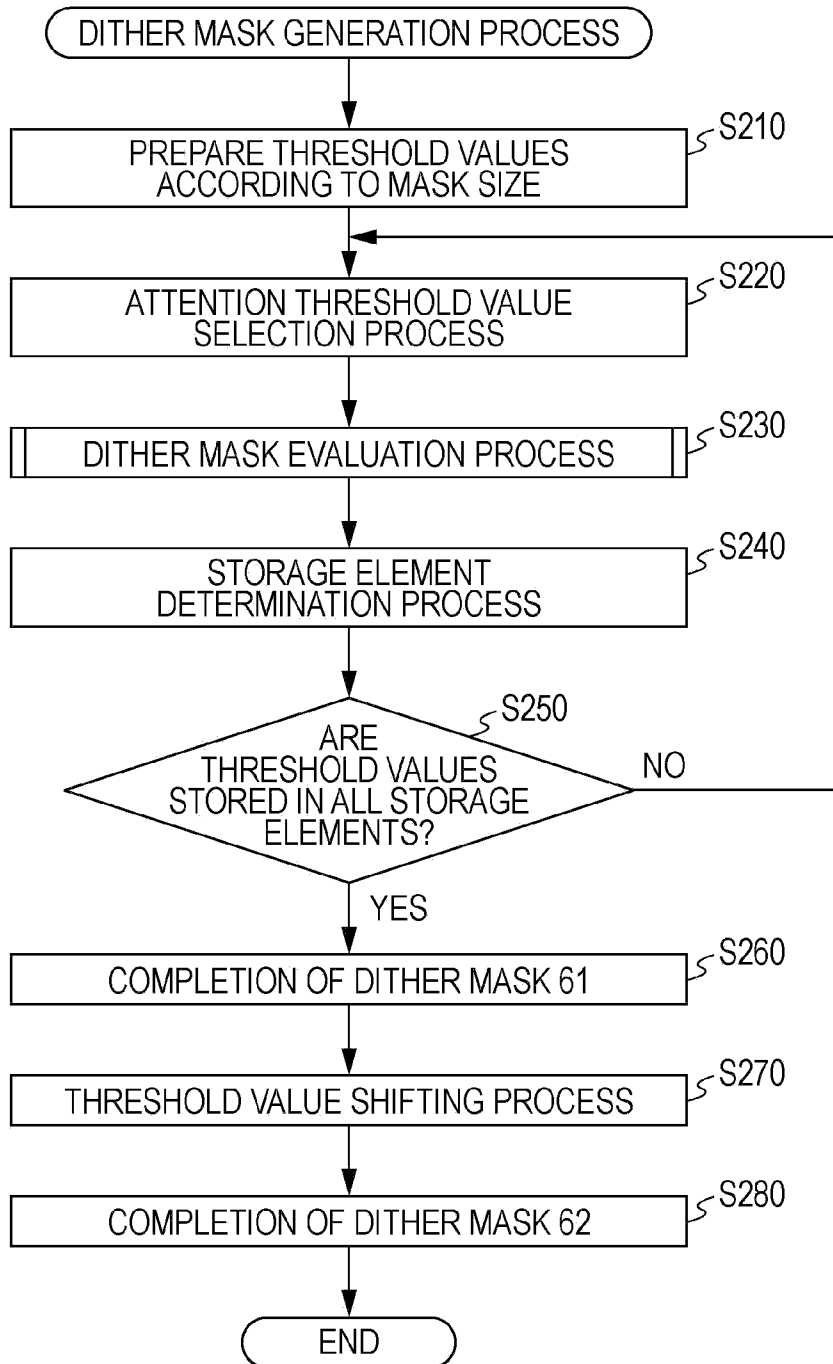 DITHER MASK GENERATION PROCESS
S210
PREPARE THRESHOLD VALUES
ACCORDING TO MASK SIZE
S220
ATTENTION THRESHOLD VALUE
SELECTION PROCESS
S230
DITHER MASK EVALUATION PROCESS
S240
STORAGE ELEMENT
DETERMINATION PROCESS
S250
ARE
THRESHOLD VALUES
STORED IN ALL STORAGE
ELEMENTS?
NO
YES
S260
COMPLETION OF DITHER MASK 61
S270
THRESHOLD VALUE SHIFTING PROCESS
S280
COMPLETION OF DITHER MASK 62
END